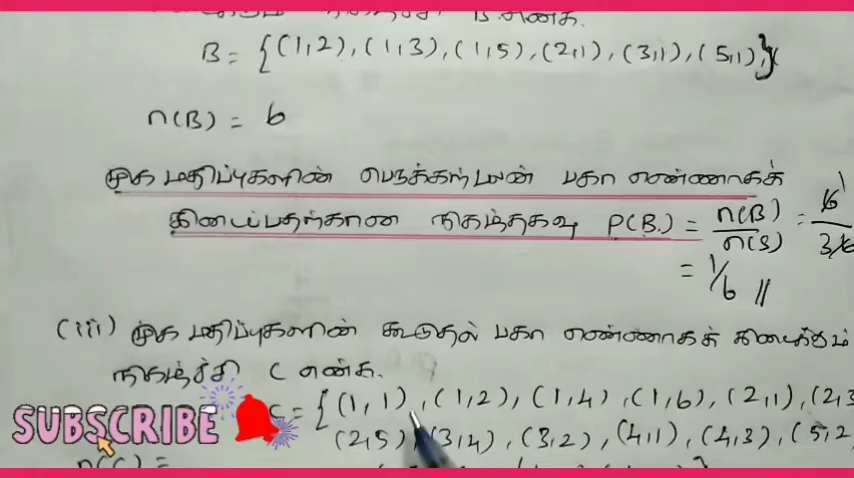 B எனக.
B = {(1,2), (1,3), (1,5), (2,1), (3,1), (5,1)}
n(B) = 6
முக மதிப்புகளின் பெருக்கற்பலன் பகா எண்ணாகக்
கிடைப்பதற்கான நிகழ்தகவு P(B) = n(B)/n(S) = 6/36
= 1/6 //
(iii) முக மதிப்புகளின் கூடுதல் பகா எண்ணாகக் கிடைக்கும்
நிகழ்ச்சி C என்க.
C = {(1,1), (1,2), (1,4), (1,6), (2,1), (2,3
(2,5), (3,4), (3,2), (4,1), (4,3), (5,2
SUBSCRIBE
n(C) =